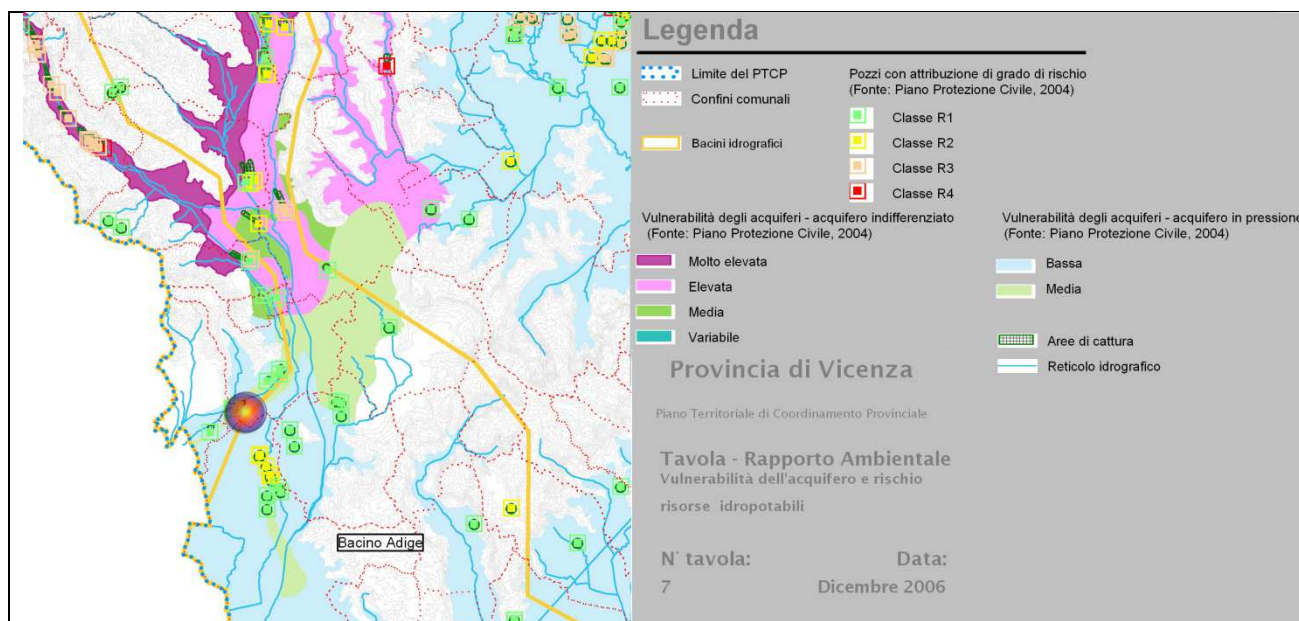 Bacino Adige
Legenda
Limite del PTCP
Confini comunali
Bacini idrografici
Pozzi con attribuzione di grado di rischio
(Fonte: Piano Protezione Civile, 2004)
Classe R1
Classe R2
Classe R3
Classe R4
Vulnerabilità degli acquiferi - acquifero indifferenziato
(Fonte: Piano Protezione Civile, 2004)
Molto elevata
Elevata
Media
Variabile
Vulnerabilità degli acquiferi - acquifero in pressione
(Fonte: Piano Protezione Civile, 2004)
Bassa
Media
Aree di cattura
Reticolo idrografico
Provincia di Vicenza
Piano Territoriale di Coordinamento Provinciale
Tavola - Rapporto Ambientale
Vulnerabilità dell'acquifero e rischio
risorse idropotabili
N° tavola:
7
Data:
Dicembre 2006